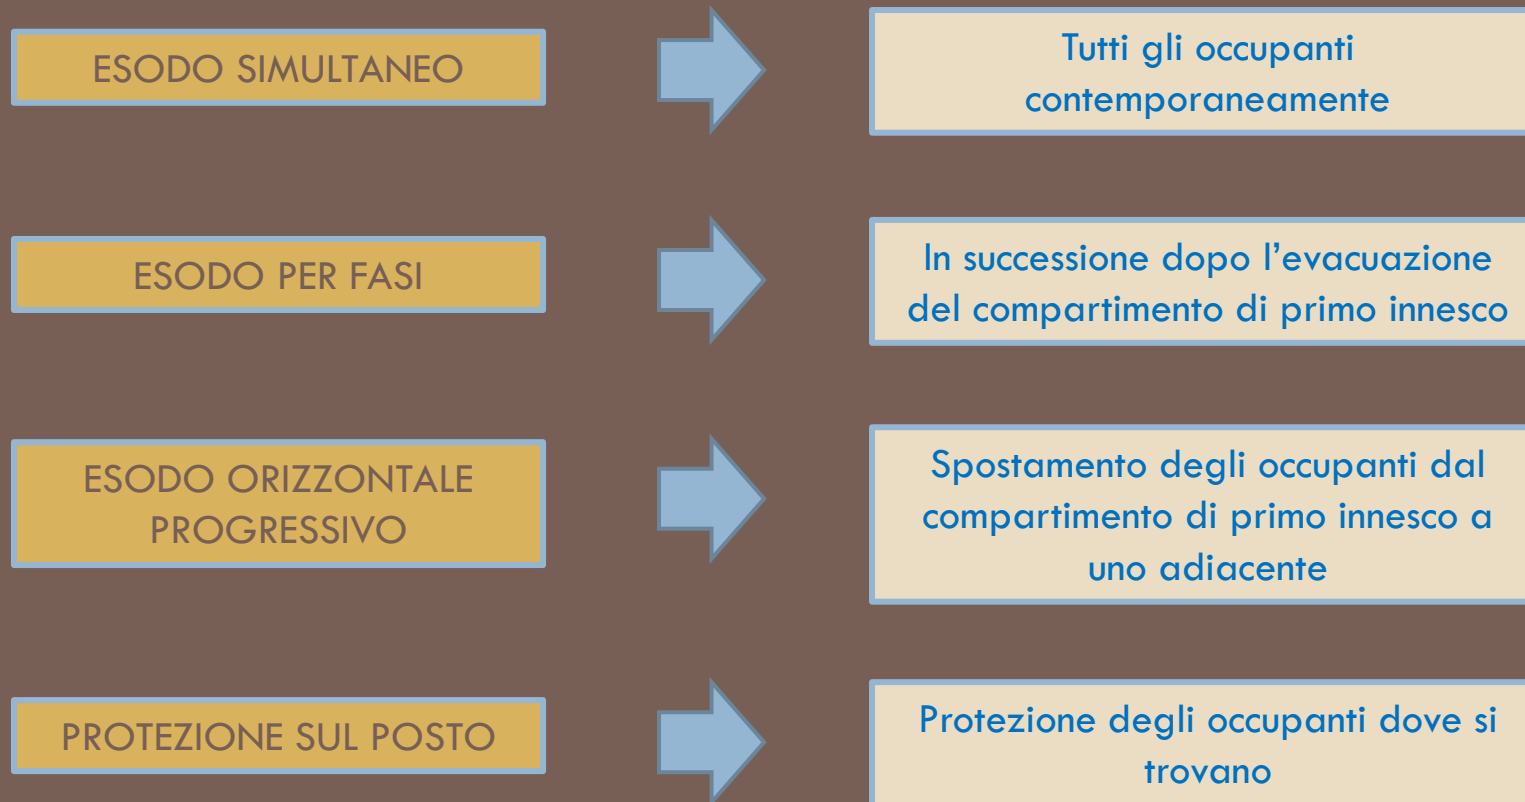 ESODO SIMULTANEO
Tutti gli occupanti
contemporaneamente
ESODO PER FASI
In successione dopo l’evacuazione
del compartimento di primo innesco
ESODO ORIZZONTALE
PROGRESSIVO
Spostamento degli occupanti dal
compartimento di primo innesco a
uno adiacente
PROTEZIONE SUL POSTO
Protezione degli occupanti dove si
trovano